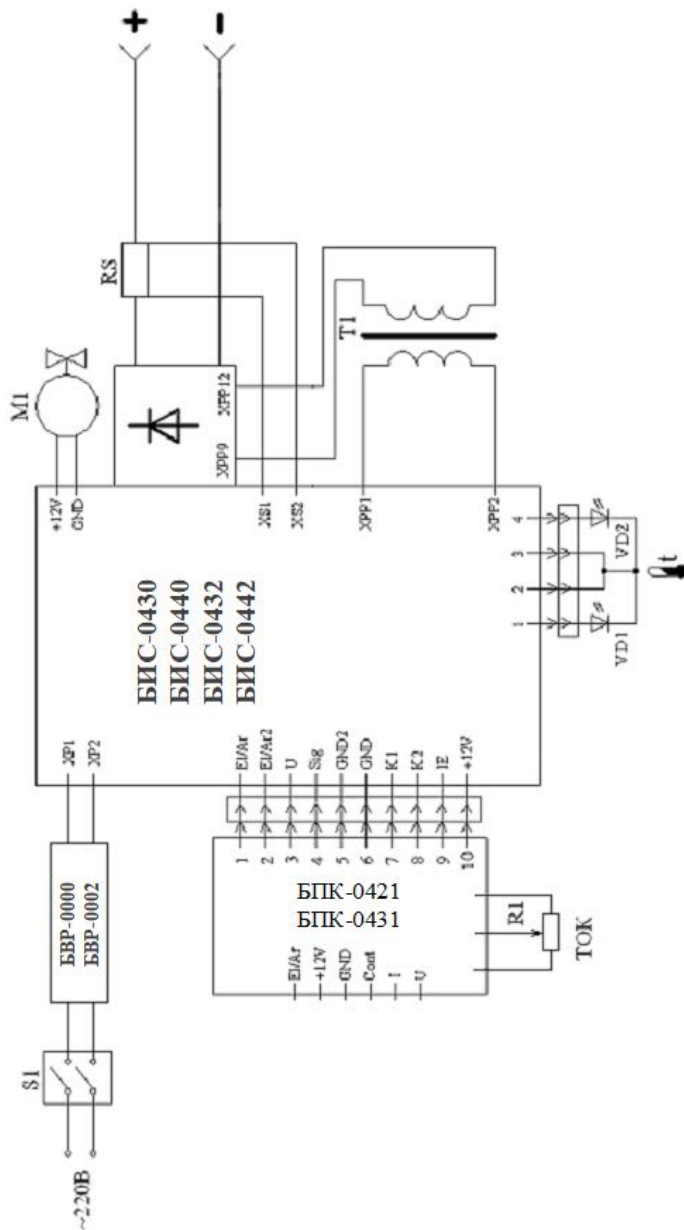 +
-
RS
M1
+12V
GND
XPP9
XPP12
XS1
XS2
T1
XPP1
XPP2
БИС-0430
БИС-0440
БИС-0432
БИС-0442
1
2
3
4
VD1
VD2
t
XP1
XP2
БВР-0000
БВР-0002
S1
~220В
1 El/Ar
2 El/Ar2
3 U
4 Sig
5 GND2
6 GND
7 K1
8 K2
9 IE
10 +12V
БПК-0421
БПК-0431
El/Ar
+12V
GND
Cont
I
U
R1
ТОК